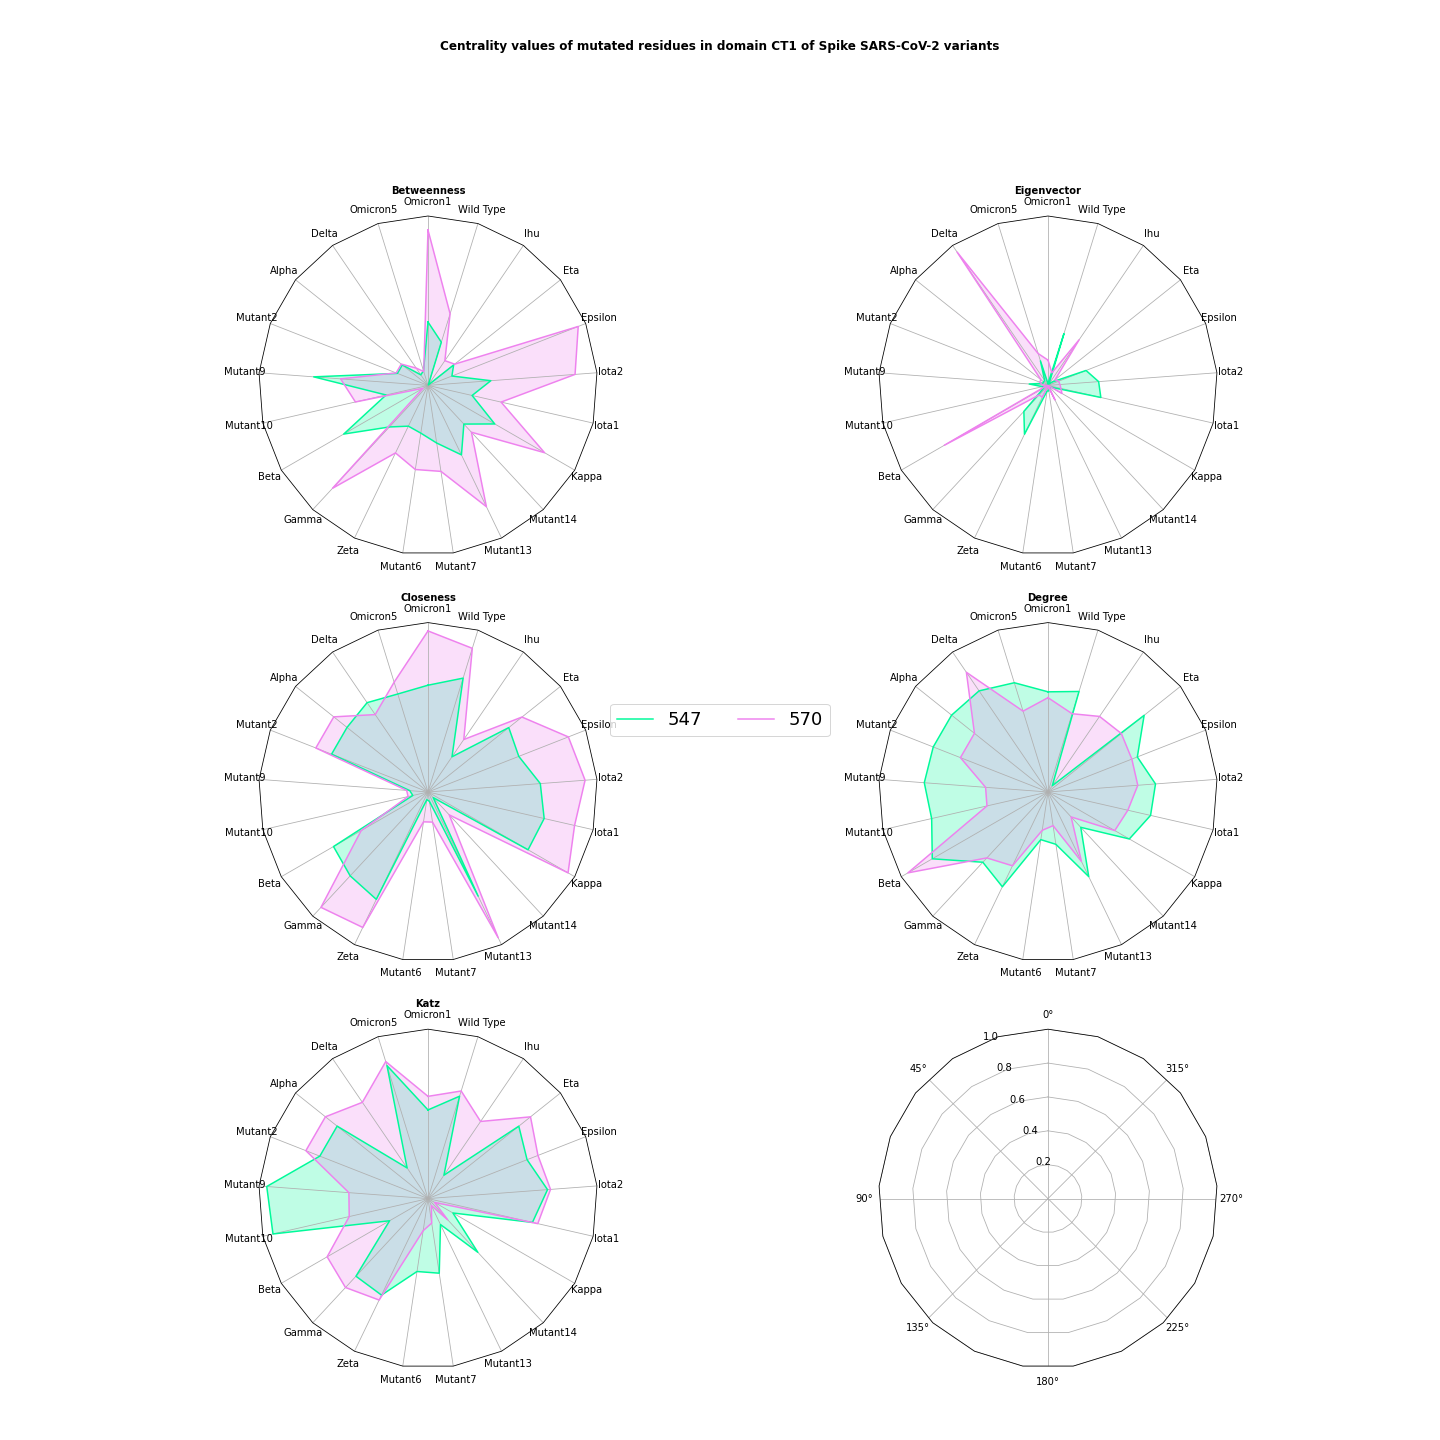 Centrality values of mutated residues in domain CT1 of Spike SARS-CoV-2 variants
Betweenness
Omicron1
Omicron5
Wild Type
Delta
Ihu
Alpha
Eta
Mutant2
Epsilon
Mutant9
Iota2
Mutant10
Iota1
Beta
Kappa
Gamma
Mutant14
Zeta
Mutant13
Mutant6
Mutant7
Eigenvector
Omicron1
Omicron5
Wild Type
Delta
Ihu
Alpha
Eta
Mutant2
Epsilon
Mutant9
Iota2
Mutant10
Iota1
Beta
Kappa
Gamma
Mutant14
Zeta
Mutant13
Mutant6
Mutant7
Closeness
Omicron1
Omicron5
Wild Type
Delta
Ihu
Alpha
Eta
Mutant2
Epsilon
Mutant9
Iota2
Mutant10
Iota1
Beta
Kappa
Gamma
Mutant14
Zeta
Mutant13
Mutant6
Mutant7
547
570
Degree
Omicron1
Omicron5
Wild Type
Delta
Ihu
Alpha
Eta
Mutant2
Epsilon
Mutant9
Iota2
Mutant10
Iota1
Beta
Kappa
Gamma
Mutant14
Zeta
Mutant13
Mutant6
Mutant7
Katz
Omicron1
Omicron5
Wild Type
Delta
Ihu
Alpha
Eta
Mutant2
Epsilon
Mutant9
Iota2
Mutant10
Iota1
Beta
Kappa
Gamma
Mutant14
Zeta
Mutant13
Mutant6
Mutant7
0°
1.0
45°
0.8
315°
0.6
0.4
0.2
90°
270°
135°
225°
180°